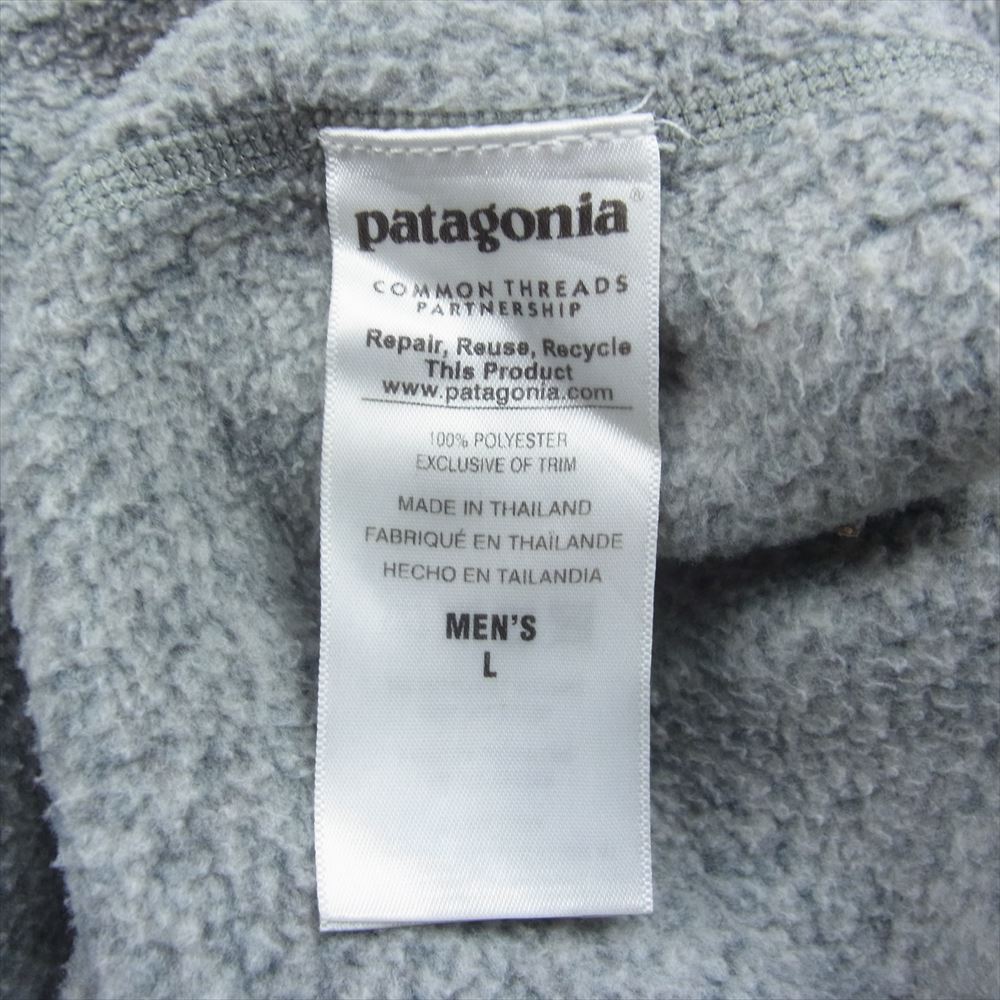 patagonia®
COMMON THREADS
PARTNERSHIP
Repair, Reuse, Recycle
This Product
www.patagonia.com
100% POLYESTER
EXCLUSIVE OF TRIM
MADE IN THAILAND
FABRIQUÉ EN THAÏLANDE
HECHO EN TAILANDIA
MEN'S
L